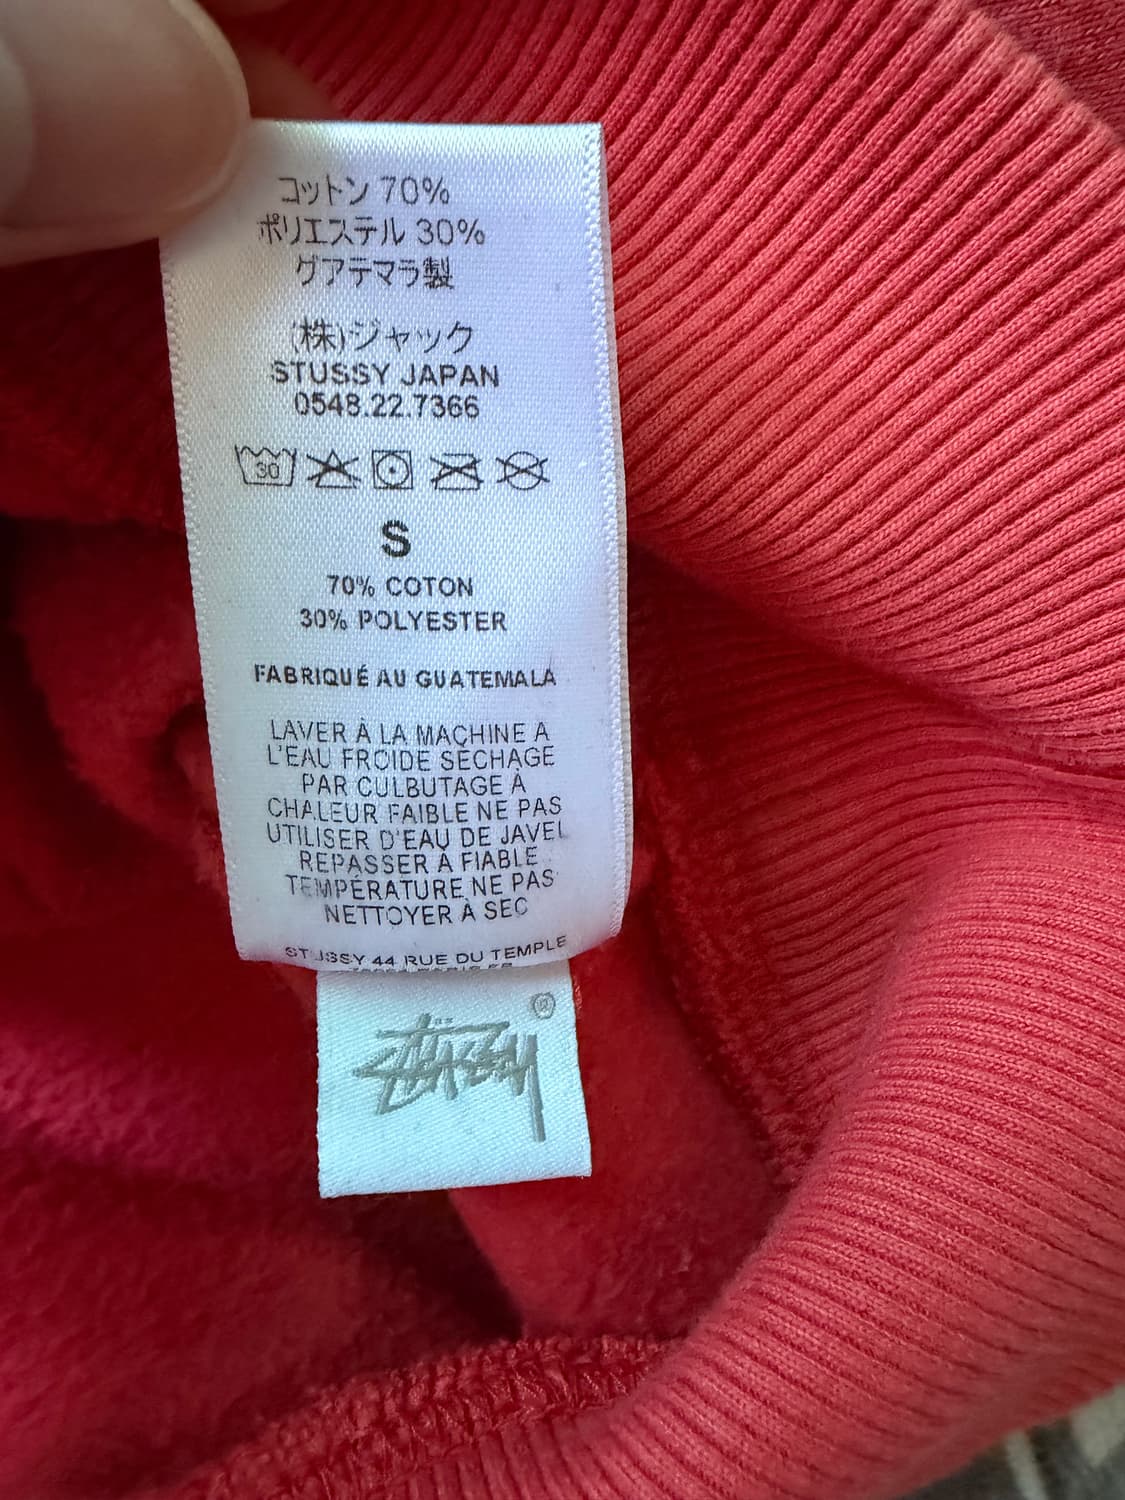 コットン 70%
ポリエステル 30%
グアテマラ製
(株)ジャック
STUSSY JAPAN
0548.22.7366
30
S
70% COTON
30% POLYESTER
FABRIQUÉ AU GUATEMALA
LAVER À LA MACHINE A
L'EAU FROIDE SÉCHAGE
PAR CULBUTAGE À
CHALEUR FAIBLE NE PAS
UTILISER D'EAU DE JAVEL
REPASSER A FIABLE
TEMPÉRATURE NE PAS
NETTOYER À SEC
STUSSY 44 RUE DU TEMPLE
Stüssy ®